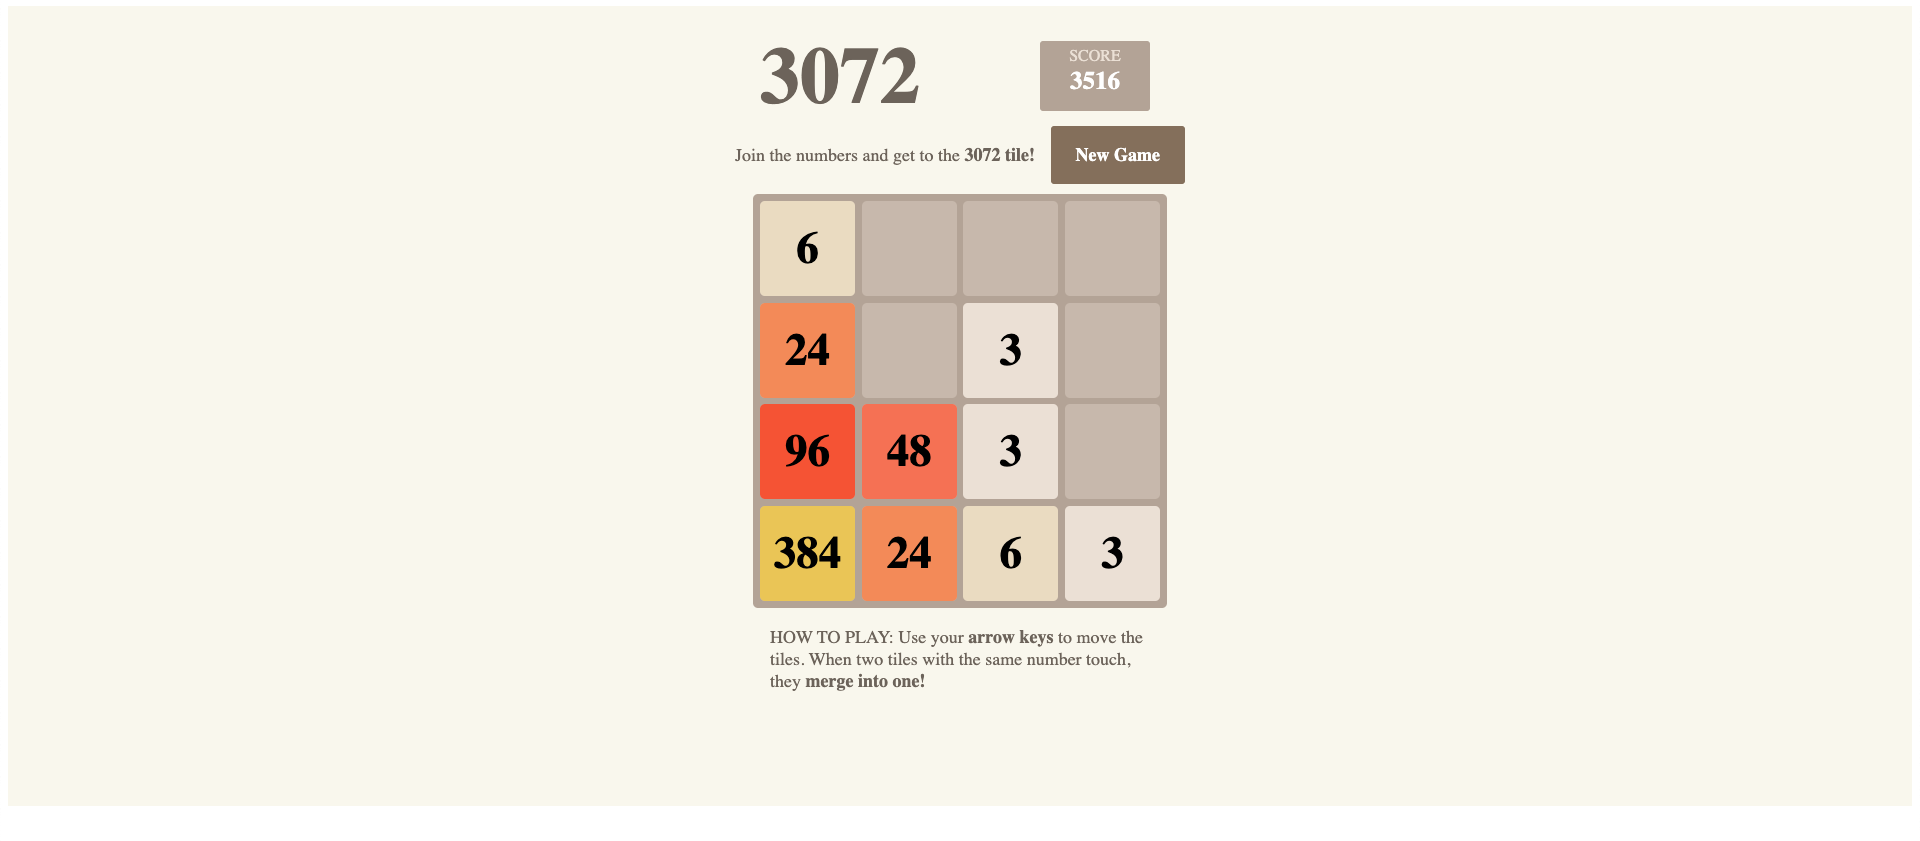 3072
SCORE
3516
Join the numbers and get to the 3072 tile!
New Game
6
24 3
96 48 3
384 24 6 3
HOW TO PLAY: Use your arrow keys to move the
tiles. When two tiles with the same number touch,
they merge into one!